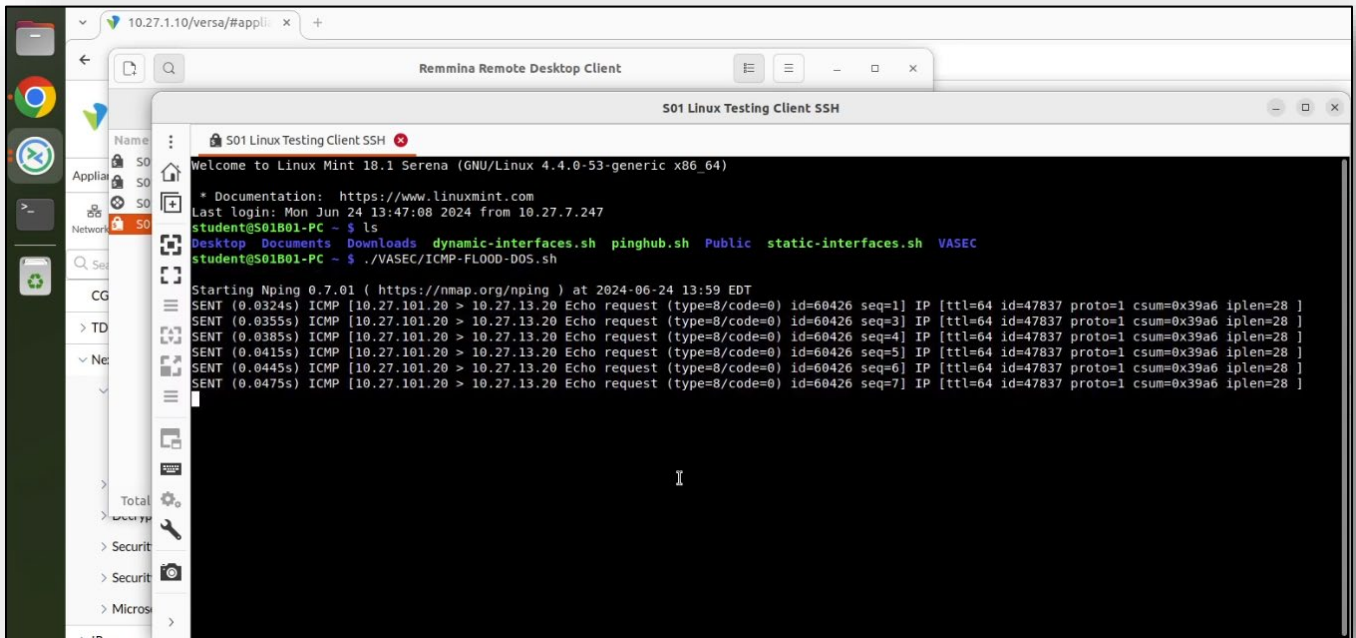 10.27.1.10/versa/#appli
Remmina Remote Desktop Client
S01 Linux Testing Client SSH
Name
S01 Linux Testing Client SSH
SO
SO
SO
SO
Applia
Network
Sea
CG
TD
Ne
Total
Decryp
Securit
Securit
Micros
Welcome to Linux Mint 18.1 Serena (GNU/Linux 4.4.0-53-generic x86_64)
* Documentation: https://www.linuxmint.com
Last login: Mon Jun 24 13:47:08 2024 from 10.27.7.247
student@S01B01-PC ~ $ ls
Desktop Documents Downloads dynamic-interfaces.sh pinghub.sh Public static-interfaces.sh VASEC
student@S01B01-PC ~ $ ./VASEC/ICMP-FLOOD-DOS.sh
Starting Nping 0.7.01 ( https://nmap.org/nping ) at 2024-06-24 13:59 EDT
SENT (0.0324s) ICMP [10.27.101.20 > 10.27.13.20 Echo request (type=8/code=0) id=60426 seq=1] IP [ttl=64 id=47837 proto=1 csum=0x39a6 iplen=28 ]
SENT (0.0355s) ICMP [10.27.101.20 > 10.27.13.20 Echo request (type=8/code=0) id=60426 seq=3] IP [ttl=64 id=47837 proto=1 csum=0x39a6 iplen=28 ]
SENT (0.0385s) ICMP [10.27.101.20 > 10.27.13.20 Echo request (type=8/code=0) id=60426 seq=4] IP [ttl=64 id=47837 proto=1 csum=0x39a6 iplen=28 ]
SENT (0.0415s) ICMP [10.27.101.20 > 10.27.13.20 Echo request (type=8/code=0) id=60426 seq=5] IP [ttl=64 id=47837 proto=1 csum=0x39a6 iplen=28 ]
SENT (0.0445s) ICMP [10.27.101.20 > 10.27.13.20 Echo request (type=8/code=0) id=60426 seq=6] IP [ttl=64 id=47837 proto=1 csum=0x39a6 iplen=28 ]
SENT (0.0475s) ICMP [10.27.101.20 > 10.27.13.20 Echo request (type=8/code=0) id=60426 seq=7] IP [ttl=64 id=47837 proto=1 csum=0x39a6 iplen=28 ]